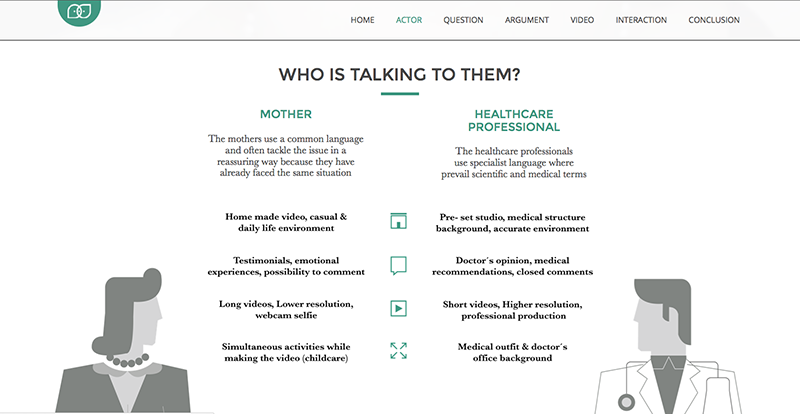 HOME ACTOR QUESTION ARGUMENT VIDEO INTERACTION CONCLUSION
WHO IS TALKING TO THEM?
MOTHER
The mothers use a common language
and often tackle the issue in a
reassuring way because they have
already faced the same situation
HEALTHCARE
PROFESSIONAL
The healthcare professionals
use specialist language where
prevail scientific and medical terms
Home made video, casual &
daily life environment
Pre- set studio, medical structure
background, accurate environment
Testimonials, emotional
experiences, possibility to comment
Doctor´s opinion, medical
recommendations, closed comments
Long videos, Lower resolution,
webcam selfie
Short videos, Higher resolution,
professional production
Simultaneous activities while
making the video (childcare)
Medical outfit & doctor´s
office background